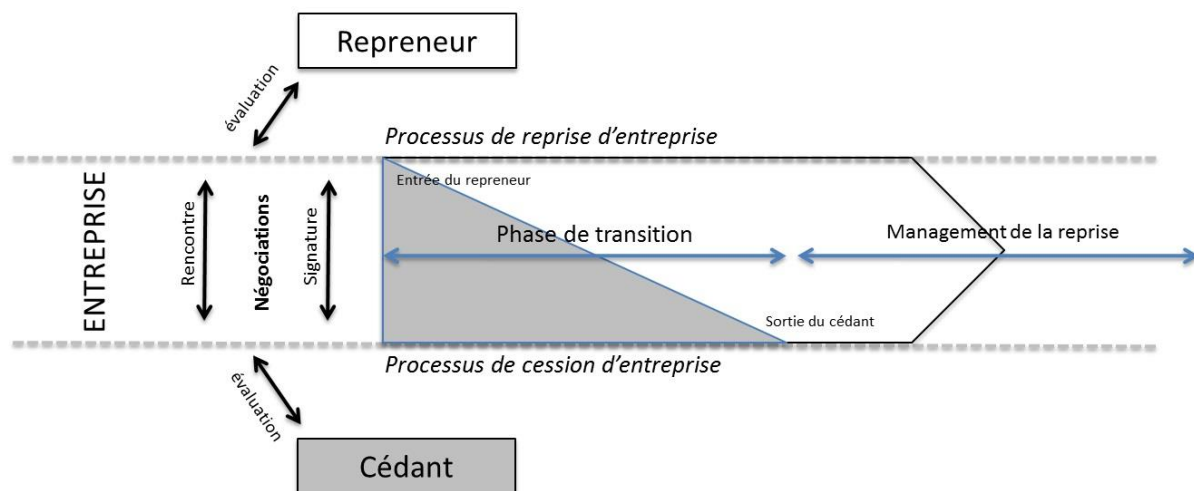 Repreneur
évaluation
Processus de reprise d'entreprise
Entrée du repreneur
ENTREPRISE
Rencontre
Négociations
Signature
Phase de transition
Management de la reprise
Sortie du cédant
Processus de cession d'entreprise
évaluation
Cédant